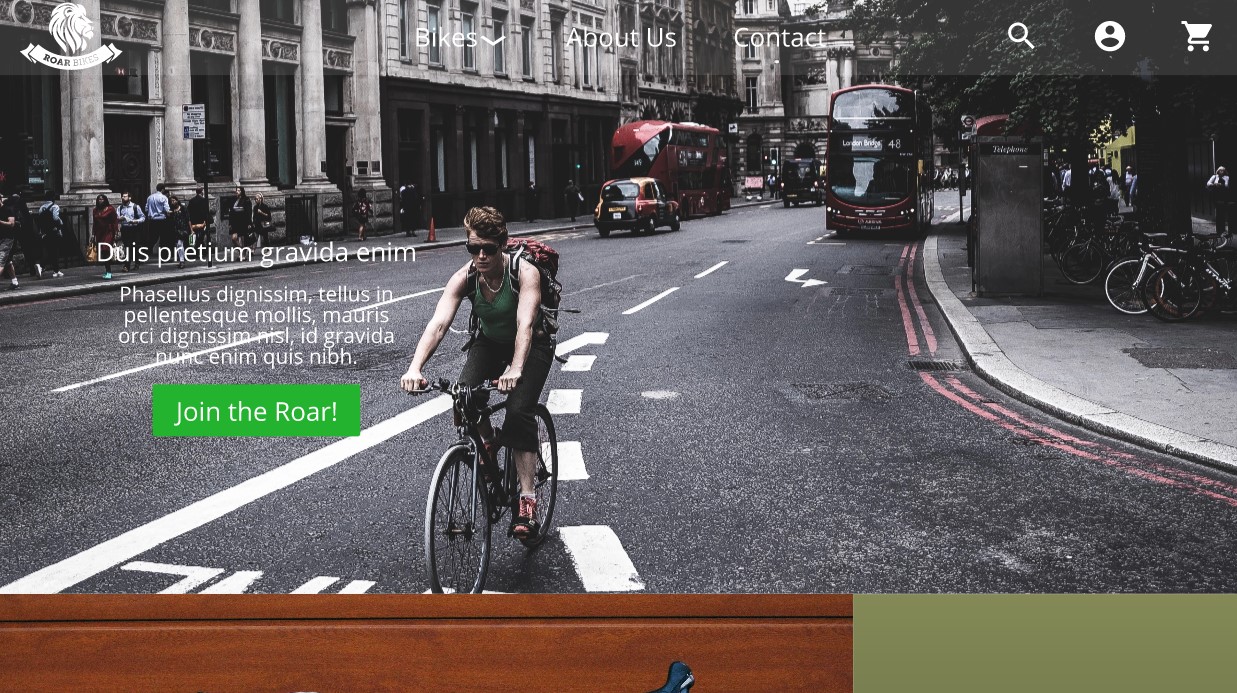 ROAR BIKES
Bikes
About Us
Contact
London Bridge 48
Telephone
open
Duis pretium gravida enim
Phasellus dignissim, tellus in
pellentesque mollis, mauris
orci dignissim nisl, id gravida
nunc enim quis nibh.
Join the Roar!